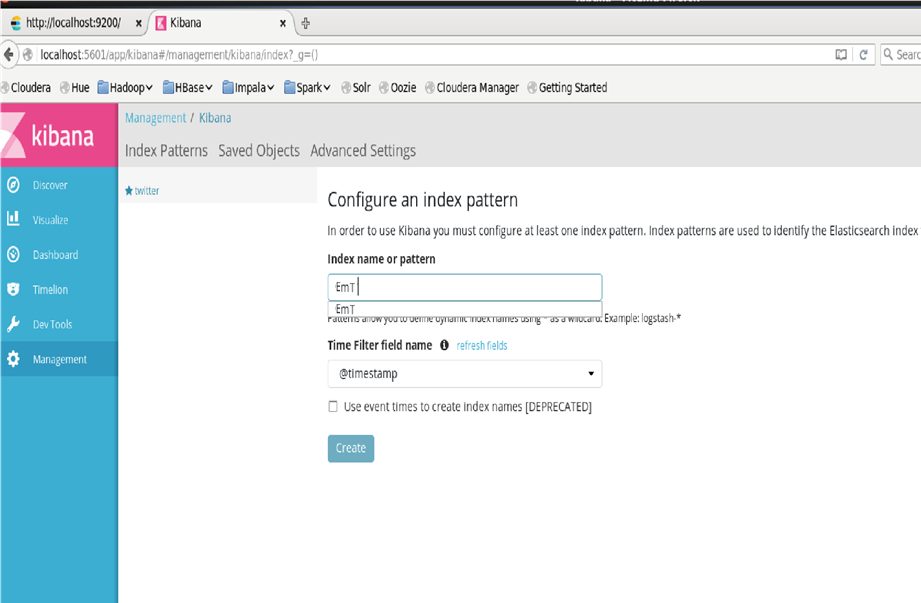 http://localhost:9200/ × Kibana ×
localhost:5601/app/kibana#/management/kibana/index?_g=()
Cloudera Hue Hadoop HBase Impala Spark Solr Oozie Cloudera Manager Getting Started
kibana
Management / Kibana
Index Patterns Saved Objects Advanced Settings
Discover
Visualize
Dashboard
Timelion
Dev Tools
Management
twitter
Configure an index pattern
In order to use Kibana you must configure at least one index pattern. Index patterns are used to identify the Elasticsearch index
Index name or pattern
EmT
EmT
Patterns allow you to define dynamic index names using * as a wildcard. Example: logstash-*
Time Filter field name refresh fields
@timestamp
Use event times to create index names [DEPRECATED]
Create